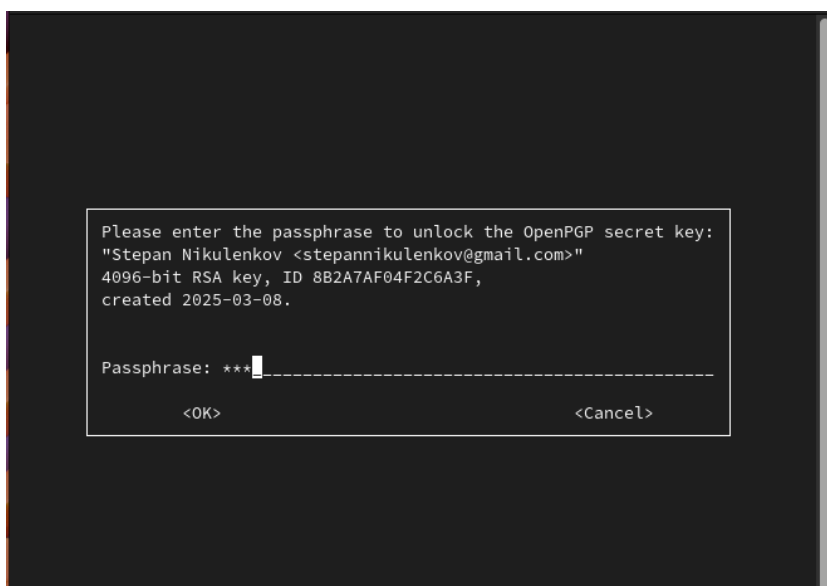 Please enter the passphrase to unlock the OpenPGP secret key:
"Stepan Nikulenkov <stepannikulenkov@gmail.com>"
4096-bit RSA key, ID 8B2A7AF04F2C6A3F,
created 2025-03-08.
Passphrase: ***_____________________________________________
<OK> <Cancel>